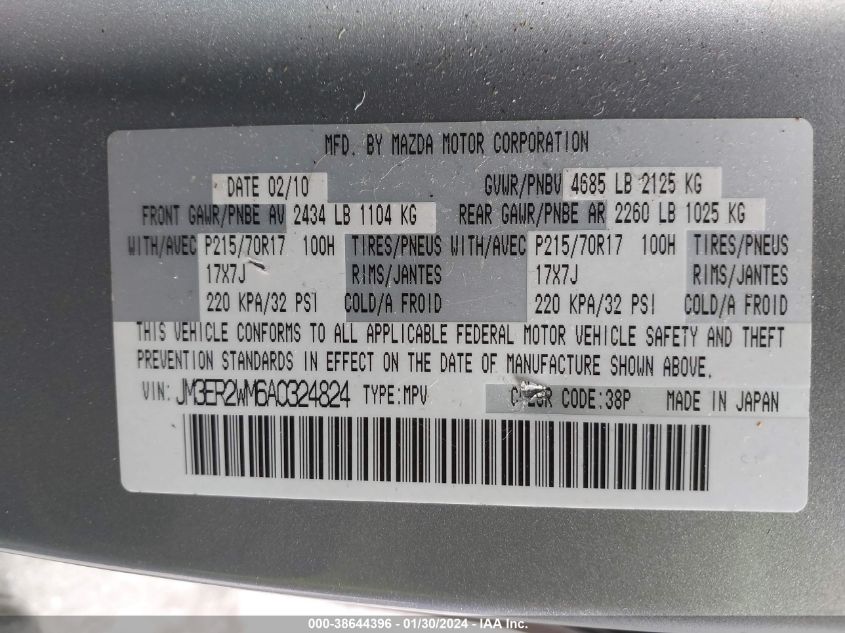 MFD. BY MAZDA MOTOR CORPORATION
DATE 02/10 GVWR/PNBV 4685 LB 2125 KG
FRONT GAWR/PNBE AV 2434 LB 1104 KG REAR GAWR/PNBE AR 2260 LB 1025 KG
WITH/AVEC P215/70R17 100H TIRES/PNEUS WITH/AVEC P215/70R17 100H TIRES/PNEUS
17X7J RIMS/JANTES 17X7J RIMS/JANTES
220 KPA/32 PSI COLD/A FROID 220 KPA/32 PSI COLD/A FROID
THIS VEHICLE CONFORMS TO ALL APPLICABLE FEDERAL MOTOR VEHICLE SAFETY AND THEFT
PREVENTION STANDARDS IN EFFECT ON THE DATE OF MANUFACTURE SHOWN ABOVE.
VIN: JM3ER2WM6A0324824 TYPE:MPV CODE:38P MADE IN JAPAN
000-38644396 - 01/30/2024 - IAA Inc.